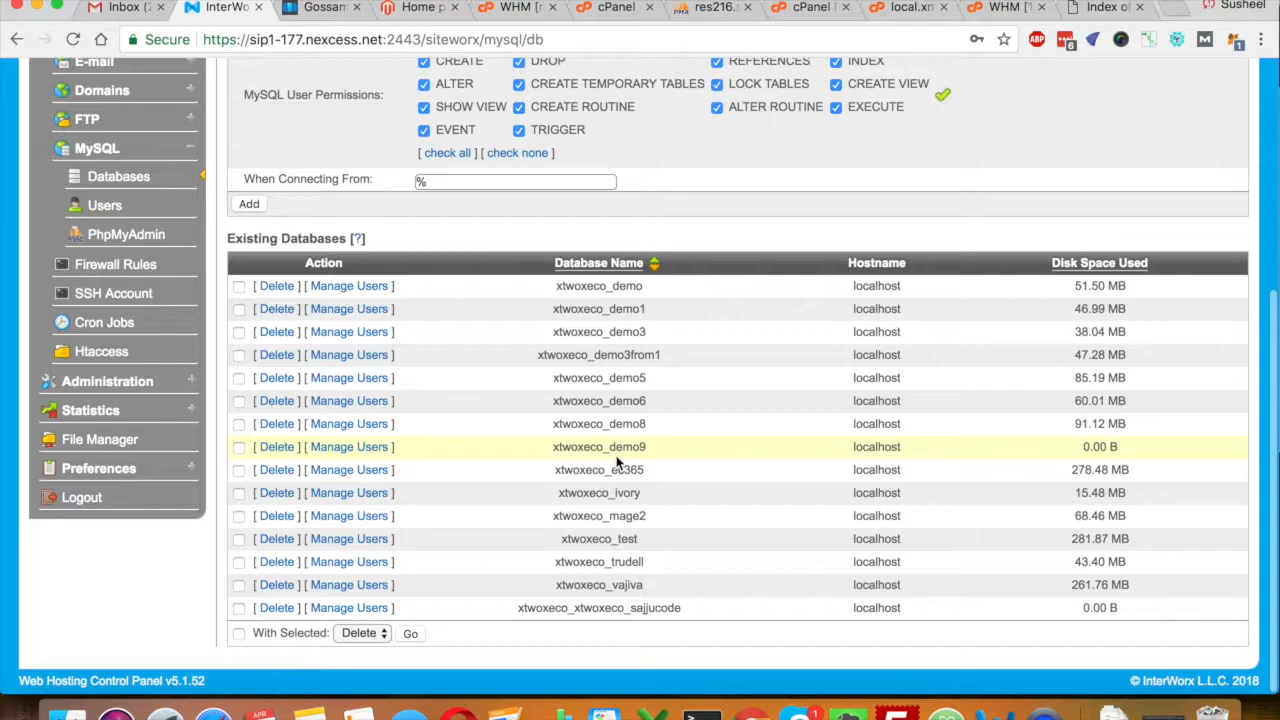 Inbox (2
InterWo
Gossam
Home p
WHM [r
cPanel
res216.
cPanel
local.xn
WHM [1
Index of
Susheel
Secure
https://sip1-177.nexcess.net:2443/siteworx/mysql/db
ABP
6
M
1
E-mail
Domains
FTP
MySQL
Databases
Users
PhpMyAdmin
Firewall Rules
SSH Account
Cron Jobs
Htaccess
Administration
Statistics
File Manager
Preferences
Logout
CREATE DROP REFERENCES INDEX
ALTER CREATE TEMPORARY TABLES LOCK TABLES CREATE VIEW
MySQL User Permissions:
SHOW VIEW CREATE ROUTINE ALTER ROUTINE EXECUTE
EVENT TRIGGER
[ check all ] [ check none ]
When Connecting From: %
Add
Existing Databases [?]
Action Database Name Hostname Disk Space Used
[ Delete ] [ Manage Users ] xtwoxeco_demo localhost 51.50 MB
[ Delete ] [ Manage Users ] xtwoxeco_demo1 localhost 46.99 MB
[ Delete ] [ Manage Users ] xtwoxeco_demo3 localhost 38.04 MB
[ Delete ] [ Manage Users ] xtwoxeco_demo3from1 localhost 47.28 MB
[ Delete ] [ Manage Users ] xtwoxeco_demo5 localhost 85.19 MB
[ Delete ] [ Manage Users ] xtwoxeco_demo6 localhost 60.01 MB
[ Delete ] [ Manage Users ] xtwoxeco_demo8 localhost 91.12 MB
[ Delete ] [ Manage Users ] xtwoxeco_demo9 localhost 0.00 B
[ Delete ] [ Manage Users ] xtwoxeco_ec365 localhost 278.48 MB
[ Delete ] [ Manage Users ] xtwoxeco_ivory localhost 15.48 MB
[ Delete ] [ Manage Users ] xtwoxeco_mage2 localhost 68.46 MB
[ Delete ] [ Manage Users ] xtwoxeco_test localhost 281.87 MB
[ Delete ] [ Manage Users ] xtwoxeco_trudell localhost 43.40 MB
[ Delete ] [ Manage Users ] xtwoxeco_vajiva localhost 261.76 MB
[ Delete ] [ Manage Users ] xtwoxeco_xtwoxeco_sajjucode localhost 0.00 B
With Selected: Delete Go
Web Hosting Control Panel v5.1.52
© InterWorx L.L.C. 2018
APR
1